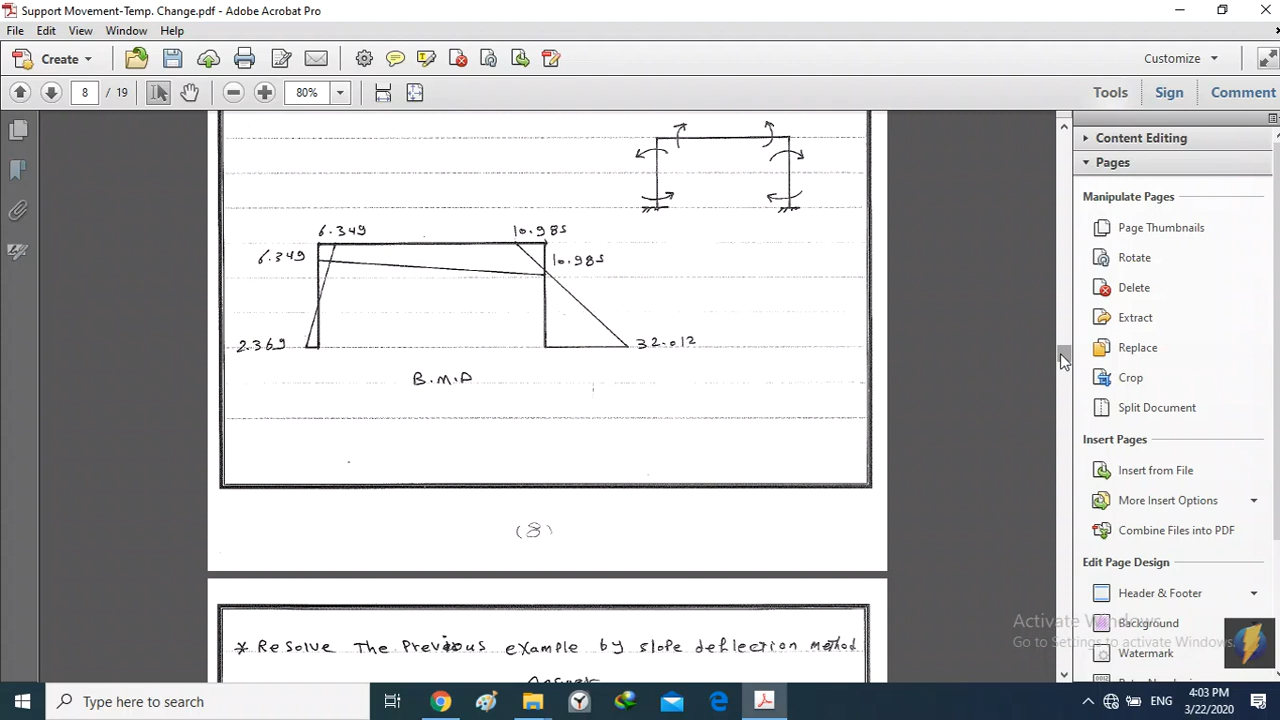 Support Movement-Temp. Change.pdf - Adobe Acrobat Pro
File Edit View Window Help
Create
Customize
8 / 19
80%
Tools Sign Comment
Content Editing
Pages
Manipulate Pages
Page Thumbnails
Rotate
Delete
Extract
Replace
Crop
Split Document
Insert Pages
Insert from File
More Insert Options
Combine Files into PDF
Edit Page Design
Header & Footer
Background
Watermark
6.349
10.985
6.349
10.985
2.369
32.012
B.M.D
(8)
* Resolve The Previous example by slope deflection method
Answer
Activate Windows
Go to Settings to activate Windows.
Type here to search
ENG
4:03 PM
3/22/2020